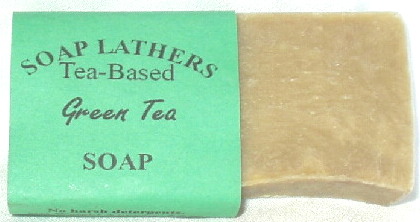 SOAP LATHERS
Tea-Based
Green Tea
SOAP
No harsh detergents.